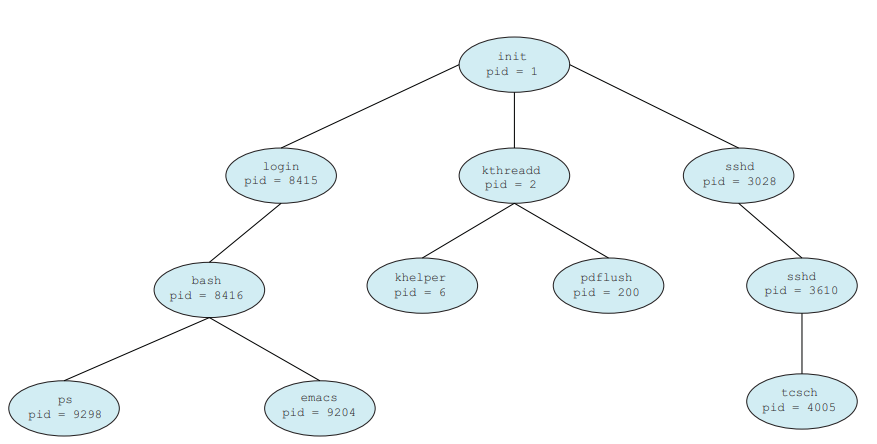 init
pid = 1
login
pid = 8415
kthreadd
pid = 2
sshd
pid = 3028
bash
pid = 8416
khelper
pid = 6
pdflush
pid = 200
sshd
pid = 3610
ps
pid = 9298
emacs
pid = 9204
tcsch
pid = 4005